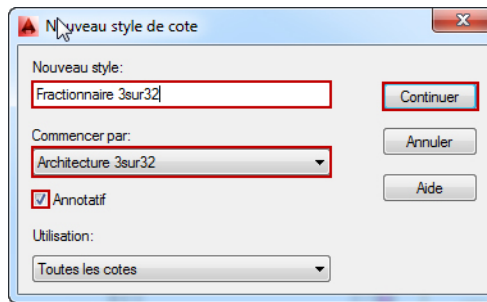 Nouveau style de cote
Nouveau style:
Fractionnaire 3sur32
Continuer
Commencer par:
Annuler
Architecture 3sur32
Aide
Annotatif
Utilisation:
Toutes les cotes